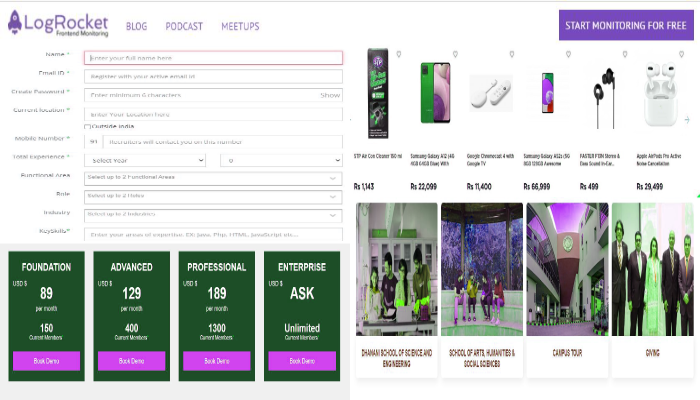 LogRocket
Frontend Monitoring
BLOG
PODCAST
MEETUPS
START MONITORING FOR FREE
Name *
Enter your full name here
Email ID *
Register with your active email id
Create Password *
Enter minimum 6 characters
Show
Current location *
Enter Your Location here
Outside India
Mobile Number *
91
Recruiters will contact you on this number
Total Experience *
Select Year
0
Functional Area
Select up to 2 Functional Areas
Role
Select up to 2 Roles
Industry
Select up to 2 Industries
KeySkills*
Enter your areas of expertise: EX: Java, Php, HTML, JavaScript etc...
STP Air Con Cleaner 150 ml
Rs 1,143
Samsung Galaxy A12 (4G
4GB 64GB Blue) With
Rs 22,099
Google Chromecast 4 with
Google TV
Rs 11,400
Samsung Galaxy A52s (5G
8GB 128GB Awesome
Rs 66,999
FASTER F10N Stereo &
Bass Sound In-Ear...
Rs 499
Apple AirPods Pro Active
Noise Cancellation
Rs 29,499
FOUNDATION
USD $
89
per month
150
Current Members/
Book Demo
ADVANCED
USD $
129
per month
400
Current Members/
Book Demo
PROFESSIONAL
USD $
189
per month
1300
Current Members/
Book Demo
ENTERPRISE
ASK
Unlimited
Current Members/
Book Demo
DHANANI SCHOOL OF SCIENCE AND
ENGINEERING
SCHOOL OF ARTS, HUMANITIES &
SOCIAL SCIENCES
CAMPUS TOUR
GIVING